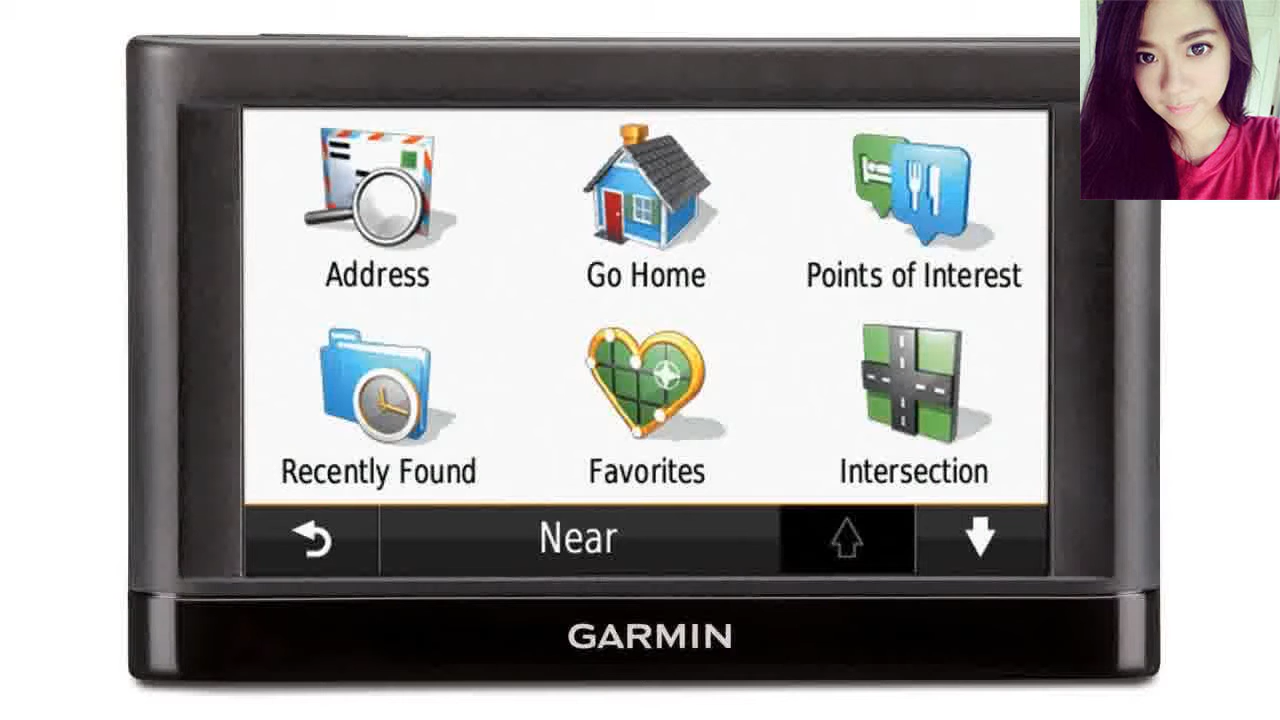 Address
Go Home
Points of Interest
Recently Found
Favorites
Intersection
Near
GARMIN